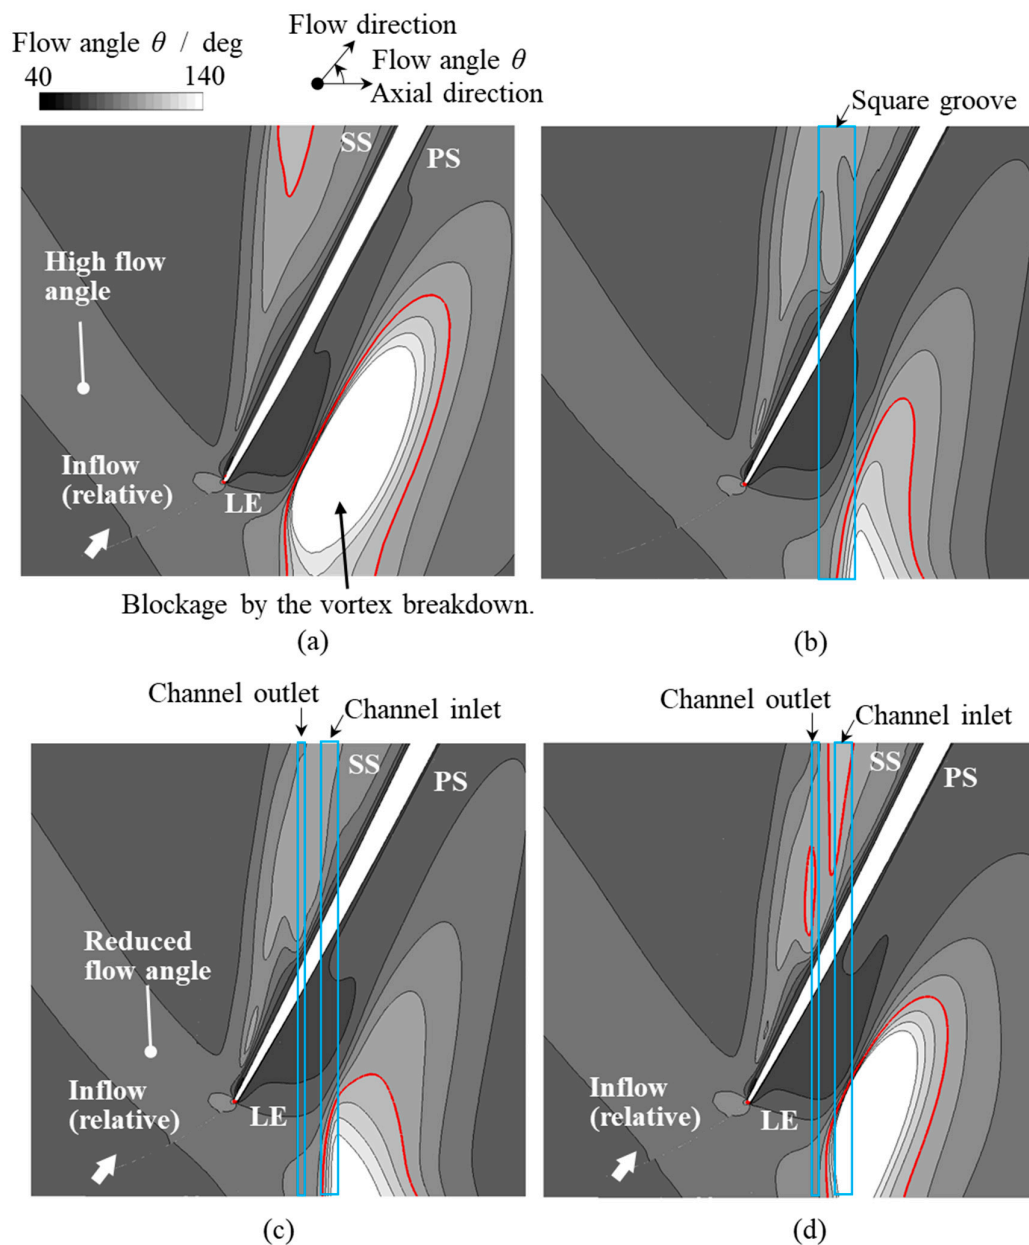 Flow direction
Flow angle θ / deg
40
140
Flow angle θ
Axial direction
Square groove
SS
PS
High flow
angle
Inflow
(relative)
LE
Blockage by the vortex breakdown.
(a)
(b)
Channel outlet
Channel inlet
SS
PS
Reduced
flow angle
Inflow
(relative)
LE
(c)
Channel outlet
Channel inlet
SS
PS
Inflow
(relative)
LE
(d)